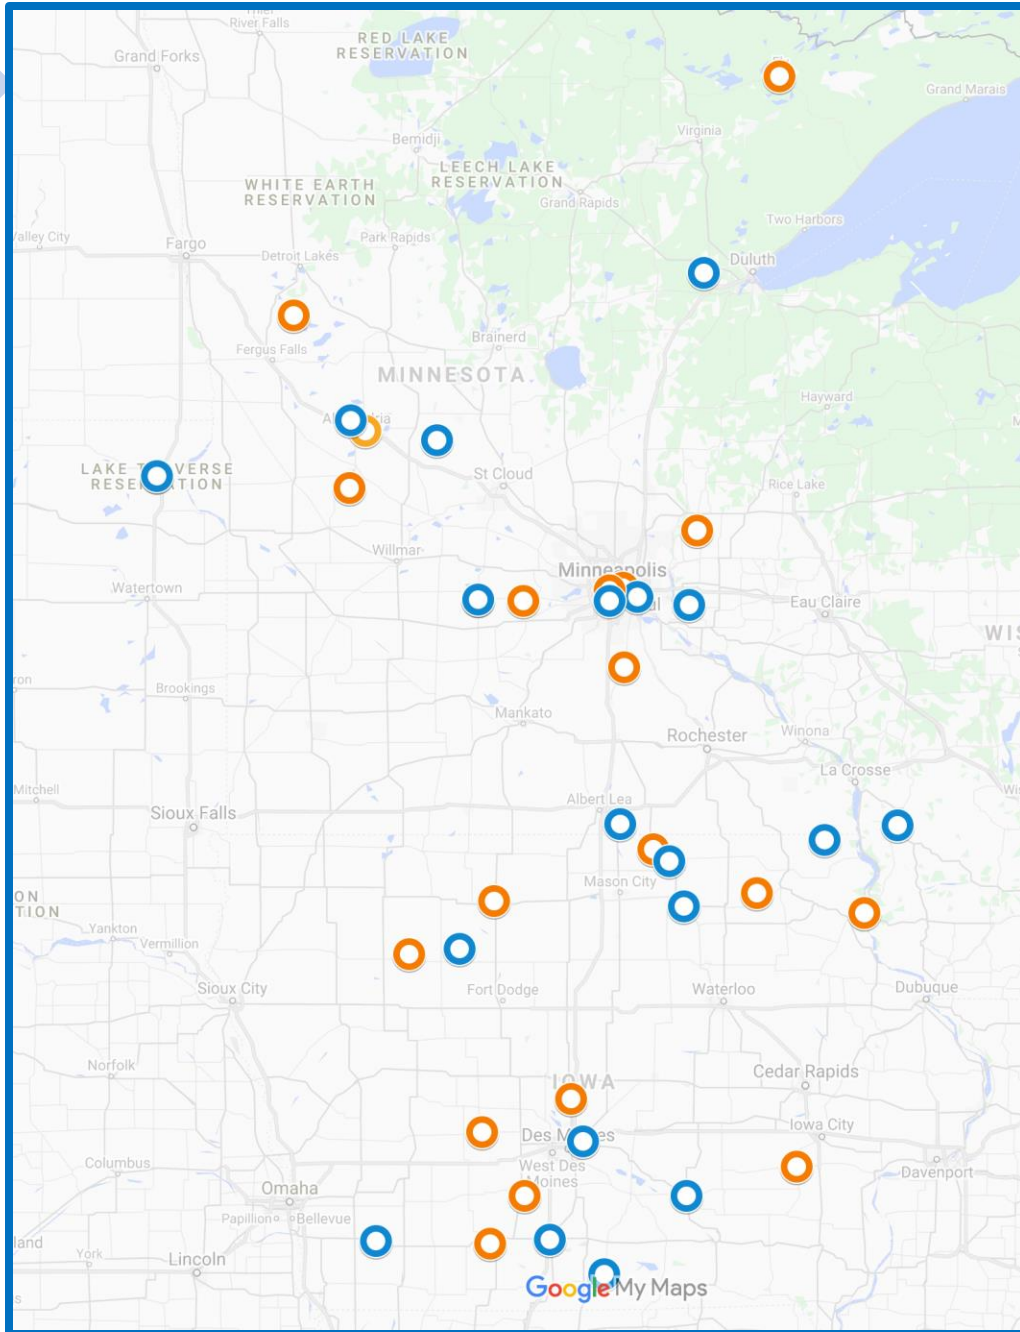 River Falls
RED LAKE
RESERVATION
Grand Forks
Grand Marais
Virginia
Bemidji
LEECH LAKE
RESERVATION
WHITE EARTH
RESERVATION
Grand Rapids
Two Harbors
Valley City
Fargo
Park Rapids
Detroit Lakes
Duluth
Brainerd
Fergus Falls
MINNESOTA
Hayward
LAKE T VERSE
RESERVATION
St Cloud
Rice Lake
Willmar
Minneapolis
Watertown
Eau Claire
WIS
Brookings
Mankato
Rochester
Winona
La Crosse
Mitchell
Albert Lea
Sioux Falls
Mason City
ON
TION
Yankton
Vermillion
Sioux City
Fort Dodge
Waterloo
Dubuque
Norfolk
Cedar Rapids
IOWA
Iowa City
Des M es
West Des
Moines
Columbus
Davenport
Omaha
Papillion
Bellevue
land
York
Lincoln
Google My Maps